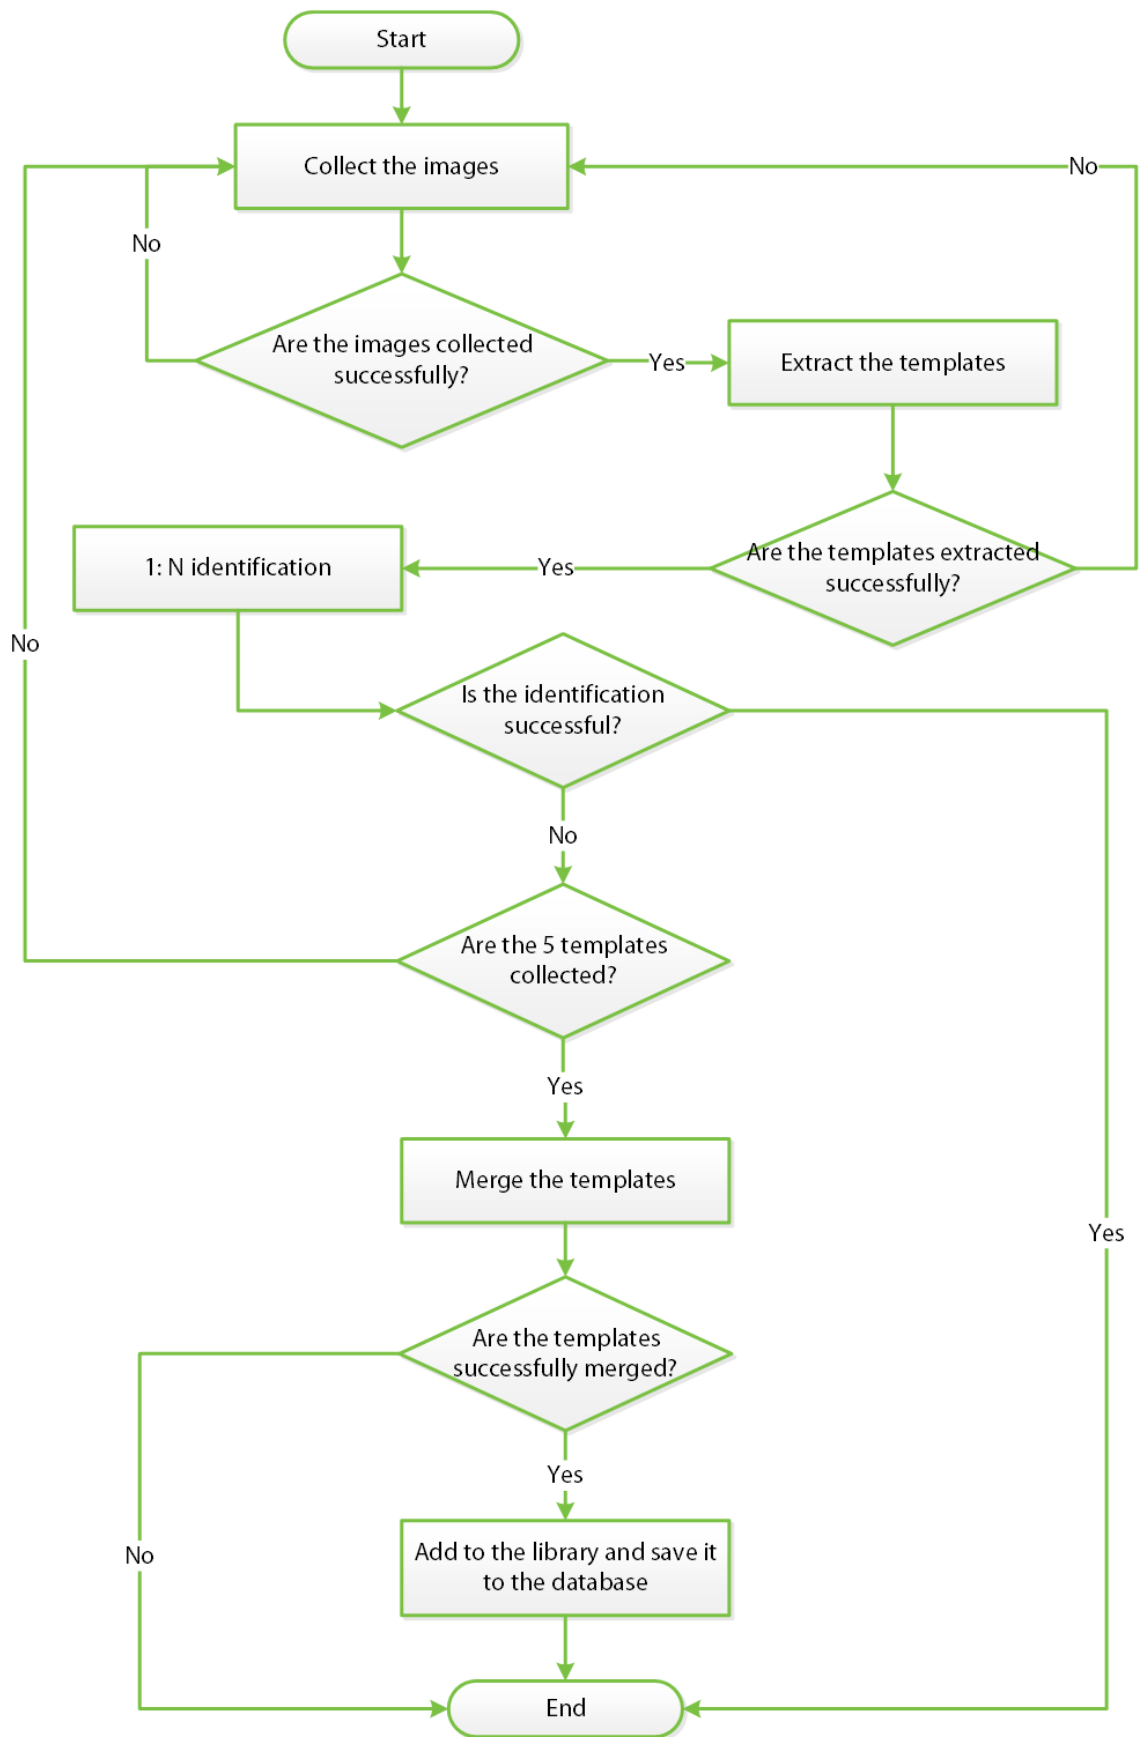 Start
Collect the images
No
No
Are the images collected
successfully?
Yes
Extract the templates
1: N identification
Yes
Are the templates extracted
successfully?
No
Is the identification
successful?
No
Are the 5 templates
collected?
Yes
Merge the templates
Yes
Are the templates
successfully merged?
Yes
No
Add to the library and save it
to the database
End